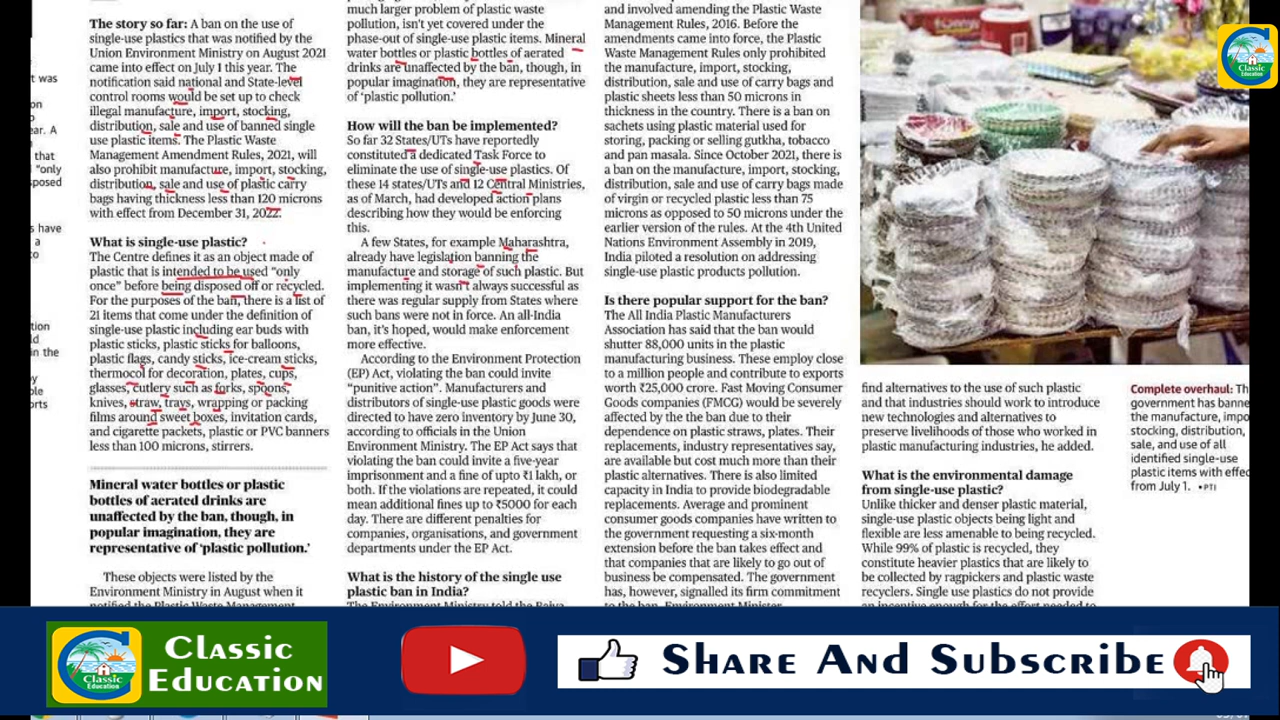 The story so far: A ban on the use of
single-use plastics that was notified by the
Union Environment Ministry on August 2021
came into effect on July 1 this year. The
notification said national and State-level
control rooms would be set up to check
illegal manufacture, import, stocking,
distribution, sale and use of banned single
use plastic items. The Plastic Waste
Management Amendment Rules, 2021, will
also prohibit manufacture, import, stocking,
distribution, sale and use of plastic carry
bags having thickness less than 120 microns
with effect from December 31, 2022.
What is single-use plastic?
The Centre defines it as an object made of
plastic that is intended to be used "only
once" before being disposed off or recycled.
For the purposes of the ban, there is a list of
21 items that come under the definition of
single-use plastic including ear buds with
plastic sticks, plastic sticks for balloons,
plastic flags, candy sticks, ice-cream sticks,
thermocol for decoration, plates, cups,
glasses, cutlery such as forks, spoons,
knives, straw, trays, wrapping or packing
films around sweet boxes, invitation cards,
and cigarette packets, plastic or PVC banners
less than 100 microns, stirrers.
Mineral water bottles or plastic
bottles of aerated drinks are
unaffected by the ban, though, in
popular imagination, they are
representative of 'plastic pollution.'
These objects were listed by the
Environment Ministry in August when it
notified the Plastic Waste Management
much larger problem of plastic waste
pollution, isn't yet covered under the
phase-out of single-use plastic items. Mineral
water bottles or plastic bottles of aerated
drinks are unaffected by the ban, though, in
popular imagination, they are representative
of 'plastic pollution.'
How will the ban be implemented?
So far 32 States/UTs have reportedly
constituted a dedicated Task Force to
eliminate the use of single-use plastics. Of
these 14 states/UTs and 12 Central Ministries,
as of March, had developed action plans
describing how they would be enforcing
this.
A few States, for example Maharashtra,
already have legislation banning the
manufacture and storage of such plastic. But
implementing it wasn't always successful as
there was regular supply from States where
such bans were not in force. An all-India
ban, it's hoped, would make enforcement
more effective.
According to the Environment Protection
(EP) Act, violating the ban could invite
"punitive action". Manufacturers and
distributors of single-use plastic goods were
directed to have zero inventory by June 30,
according to officials in the Union
Environment Ministry. The EP Act says that
violating the ban could invite a five-year
imprisonment and a fine of upto ₹1 lakh, or
both. If the violations are repeated, it could
mean additional fines up to ₹5000 for each
day. There are different penalties for
companies, organisations, and government
departments under the EP Act.
What is the history of the single use
plastic ban in India?
The Environment Ministry told the Rajya
and involved amending the Plastic Waste
Management Rules, 2016. Before the
amendments came into force, the Plastic
Waste Management Rules only prohibited
the manufacture, import, stocking,
distribution, sale and use of carry bags and
plastic sheets less than 50 microns in
thickness in the country. There is a ban on
sachets using plastic material used for
storing, packing or selling gutkha, tobacco
and pan masala. Since October 2021, there is
a ban on the manufacture, import, stocking,
distribution, sale and use of carry bags made
of virgin or recycled plastic less than 75
microns as opposed to 50 microns under the
earlier version of the rules. At the 4th United
Nations Environment Assembly in 2019,
India piloted a resolution on addressing
single-use plastic products pollution.
Is there popular support for the ban?
The All India Plastic Manufacturers
Association has said that the ban would
shutter 88,000 units in the plastic
manufacturing business. These employ close
to a million people and contribute to exports
worth ₹25,000 crore. Fast Moving Consumer
Goods companies (FMCG) would be severely
affected by the the ban due to their
dependence on plastic straws, plates. Their
replacements, industry representatives say,
are available but cost much more than their
plastic alternatives. There is also limited
capacity in India to provide biodegradable
replacements. Average and prominent
consumer goods companies have written to
the government requesting a six-month
extension before the ban takes effect and
that companies that are likely to go out of
business be compensated. The government
has, however, signalled its firm commitment
to the ban. Environment Minister
find alternatives to the use of such plastic
and that industries should work to introduce
new technologies and alternatives to
preserve livelihoods of those who worked in
plastic manufacturing industries, he added.
What is the environmental damage
from single-use plastic?
Unlike thicker and denser plastic material,
single-use plastic objects being light and
flexible are less amenable to being recycled.
While 99% of plastic is recycled, they
constitute heavier plastics that are likely to
be collected by ragpickers and plastic waste
recyclers. Single use plastics do not provide
an incentive enough for the effort needed to
Complete overhaul: Th
government has banne
the manufacture, impo
stocking, distribution,
sale, and use of all
identified single-use
plastic items with effec
from July 1. •PTI
Classic
Education
Classic
Education
Classic
Education
Share And Subscribe